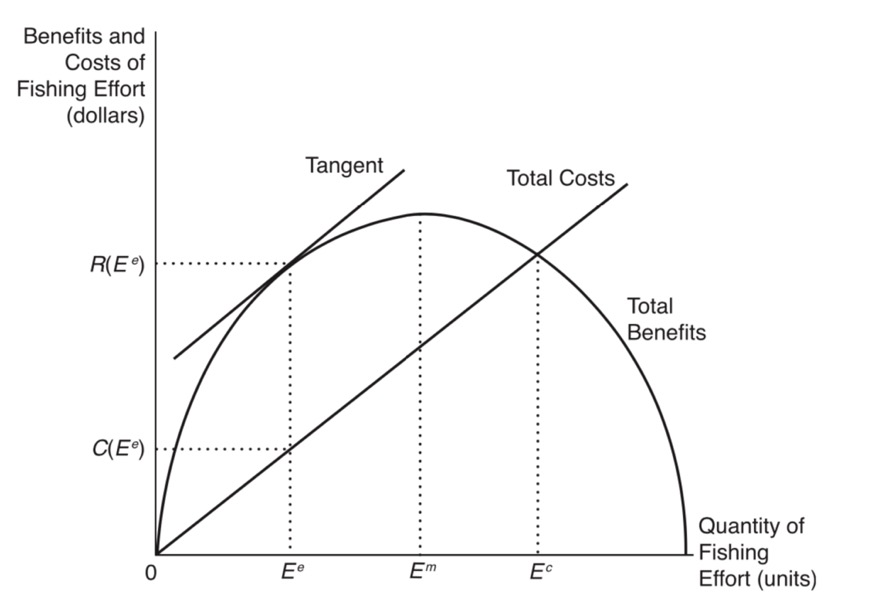 Benefits and
Costs of
Fishing Effort
(dollars)
Tangent
Total Costs
R(Eᵉ)
Total
Benefits
C(Eᵉ)
Quantity of
Fishing
Effort (units)
0
Eᵉ
Eᵐ
Eᶜ